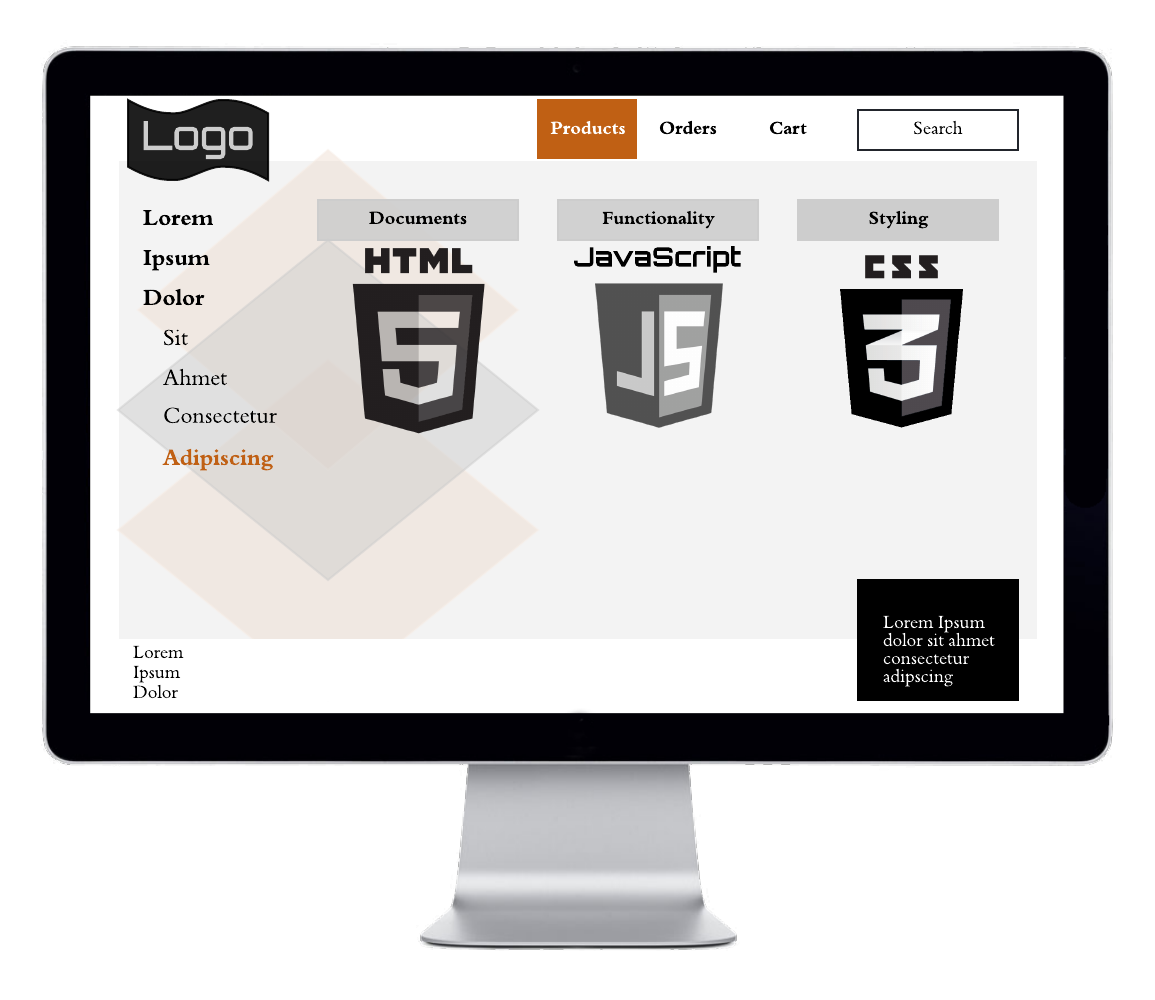 Logo
Products Orders Cart Search
Lorem
Ipsum
Dolor
Sit
Ahmet
Consectetur
Adipiscing
Documents
HTML
5
Functionality
JavaScript
JS
Styling
CSS
3
Lorem
Ipsum
Dolor
Lorem Ipsum
dolor sit ahmet
consectetur
adipscing